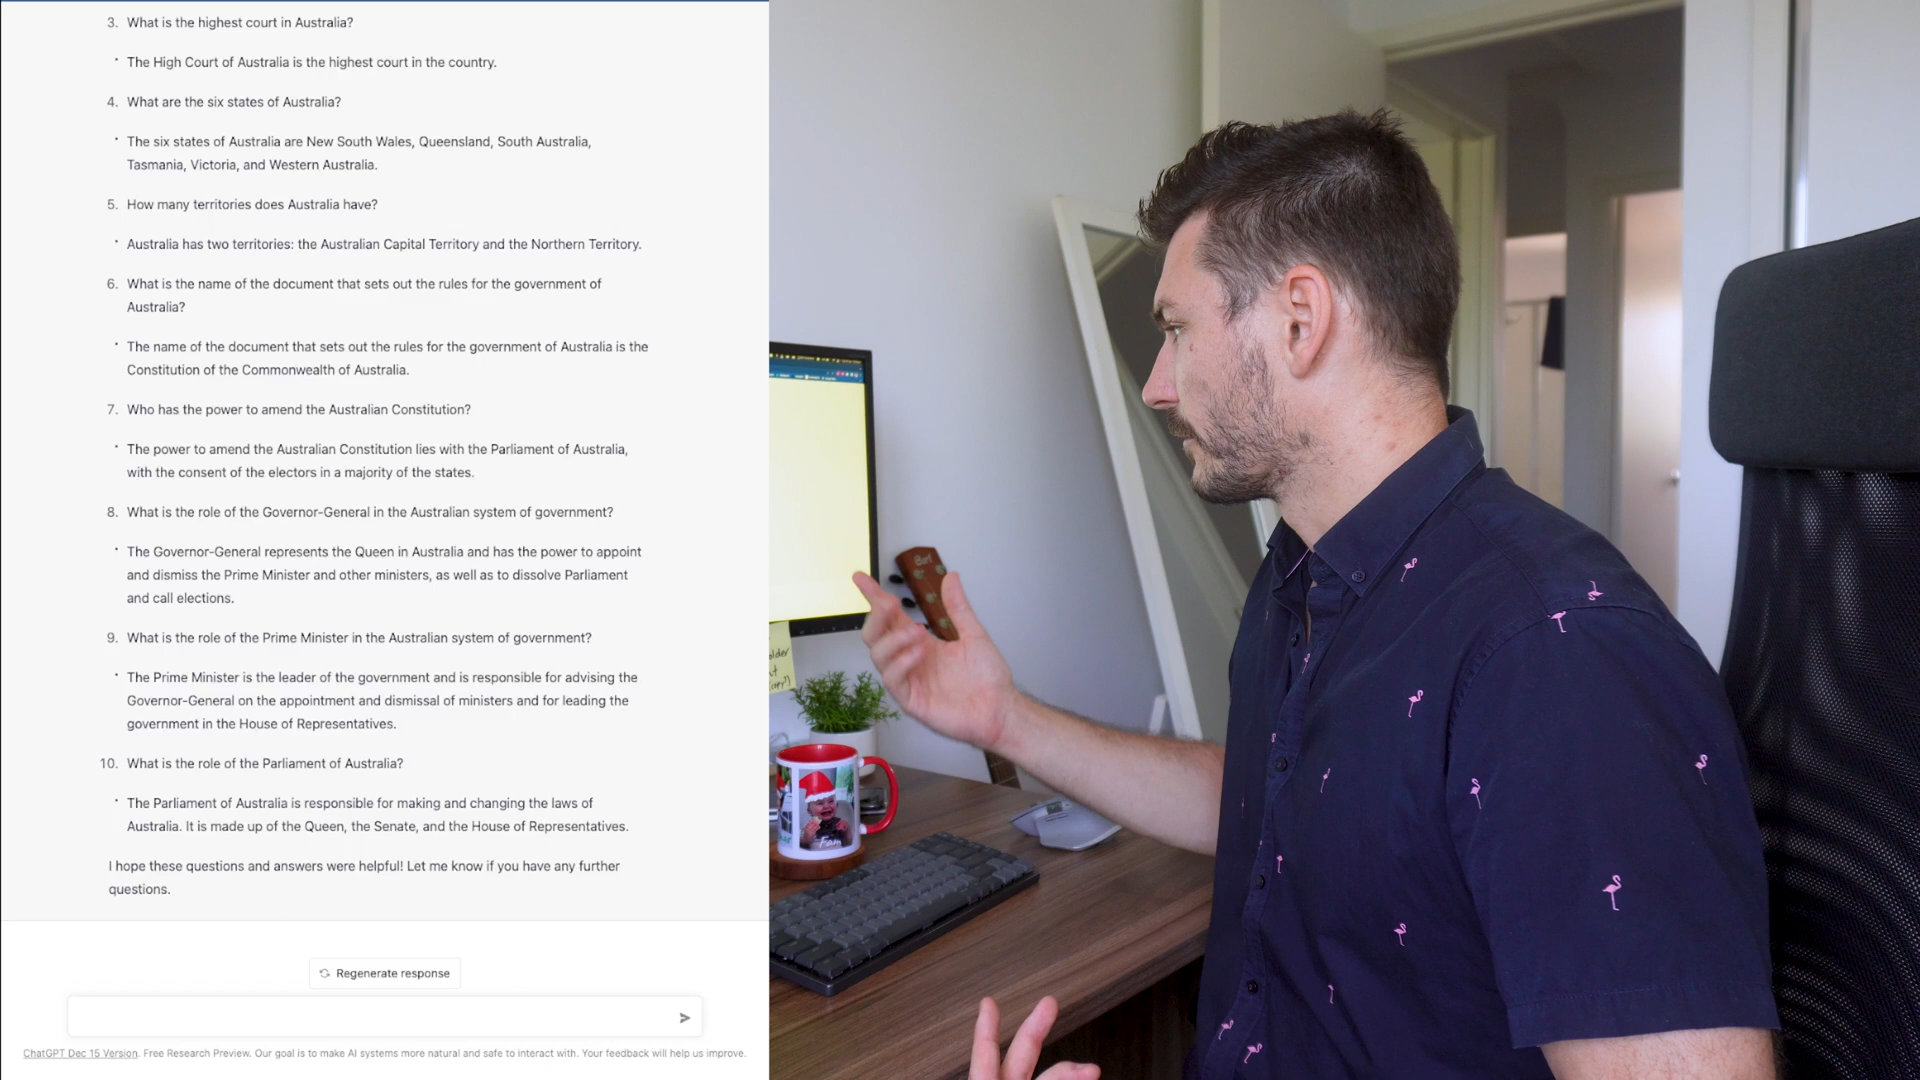 3. What is the highest court in Australia?
· The High Court of Australia is the highest court in the country.
4. What are the six states of Australia?
· The six states of Australia are New South Wales, Queensland, South Australia,
Tasmania, Victoria, and Western Australia.
5. How many territories does Australia have?
· Australia has two territories: the Australian Capital Territory and the Northern Territory.
6. What is the name of the document that sets out the rules for the government of
Australia?
· The name of the document that sets out the rules for the government of Australia is the
Constitution of the Commonwealth of Australia.
7. Who has the power to amend the Australian Constitution?
· The power to amend the Australian Constitution lies with the Parliament of Australia,
with the consent of the electors in a majority of the states.
8. What is the role of the Governor-General in the Australian system of government?
· The Governor-General represents the Queen in Australia and has the power to appoint
and dismiss the Prime Minister and other ministers, as well as to dissolve Parliament
and call elections.
9. What is the role of the Prime Minister in the Australian system of government?
· The Prime Minister is the leader of the government and is responsible for advising the
Governor-General on the appointment and dismissal of ministers and for leading the
government in the House of Representatives.
10. What is the role of the Parliament of Australia?
· The Parliament of Australia is responsible for making and changing the laws of
Australia. It is made up of the Queen, the Senate, and the House of Representatives.
I hope these questions and answers were helpful! Let me know if you have any further
questions.
Regenerate response
ChatGPT Dec 15 Version. Free Research Preview. Our goal is to make AI systems more natural and safe to interact with. Your feedback will help us improve.
Cort